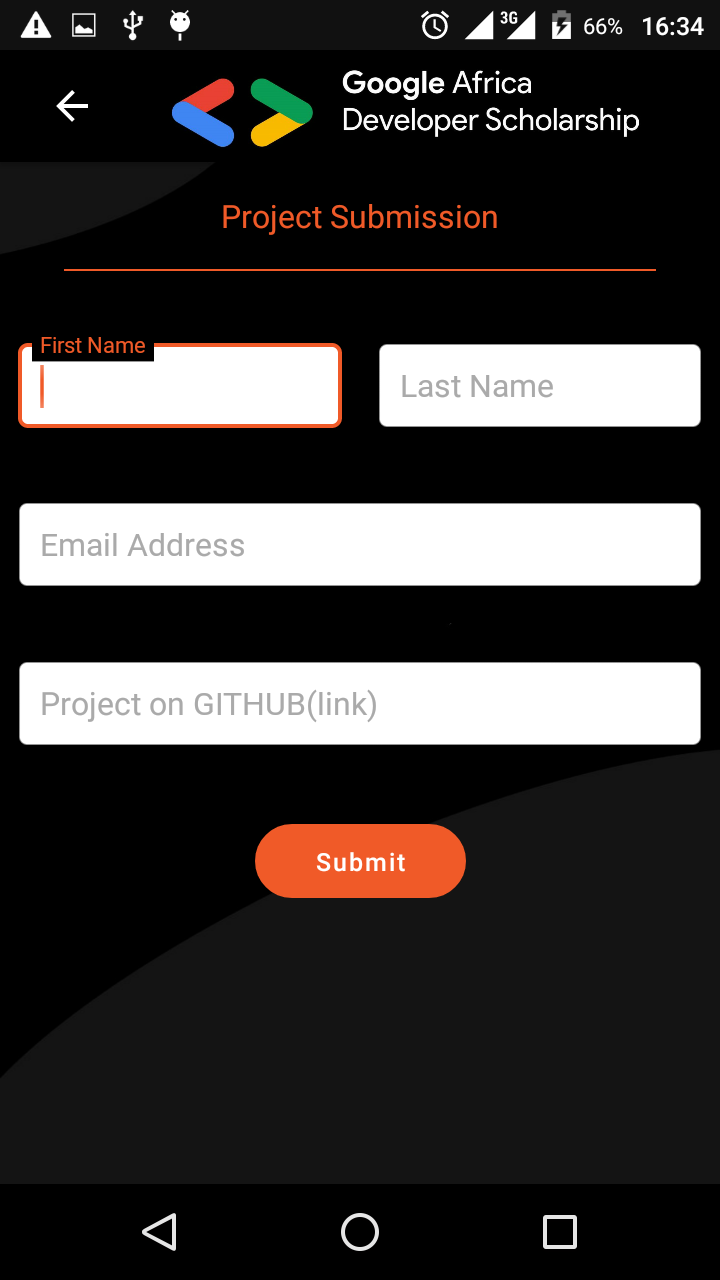 3G 66% 16:34
Google Africa
Developer Scholarship
Project Submission
First Name
Last Name
Email Address
Project on GITHUB(link)
Submit